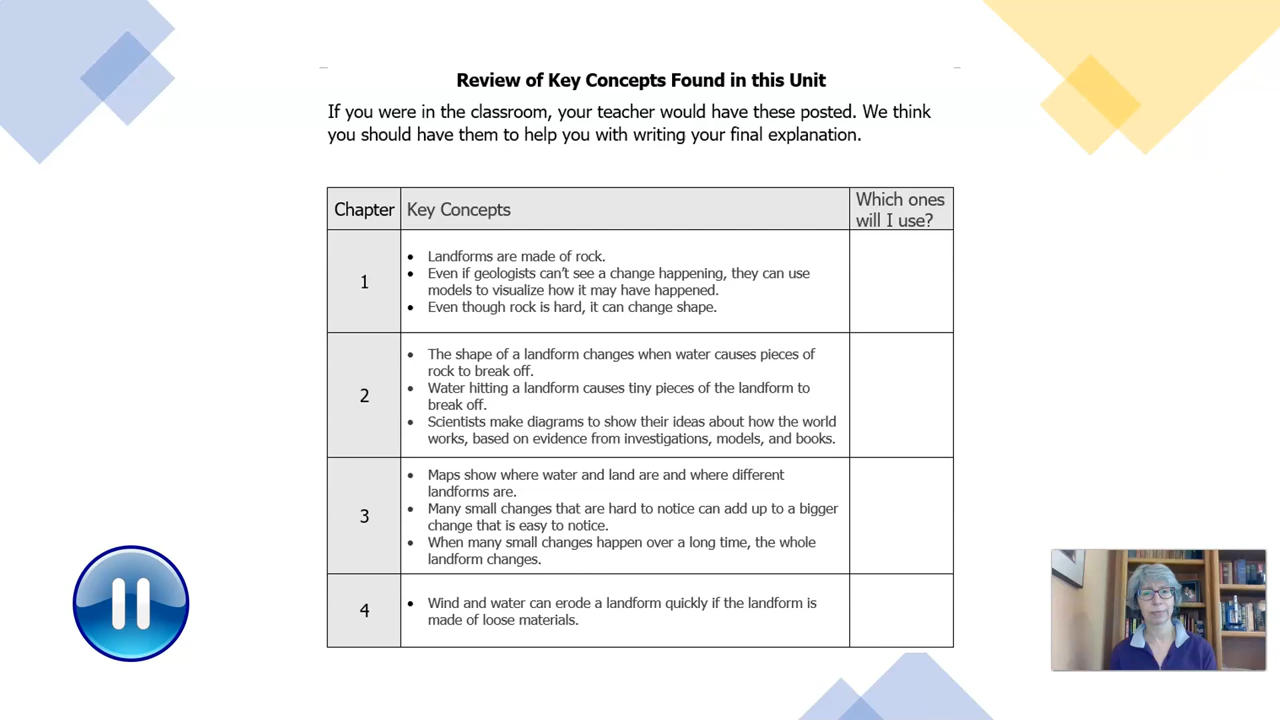 Review of Key Concepts Found in this Unit
If you were in the classroom, your teacher would have these posted. We think
you should have them to help you with writing your final explanation.
Chapter
Key Concepts
Which ones
will I use?
1
• Landforms are made of rock.
• Even if geologists can't see a change happening, they can use
models to visualize how it may have happened.
• Even though rock is hard, it can change shape.
2
• The shape of a landform changes when water causes pieces of
rock to break off.
• Water hitting a landform causes tiny pieces of the landform to
break off.
• Scientists make diagrams to show their ideas about how the world
works, based on evidence from investigations, models, and books.
3
• Maps show where water and land are and where different
landforms are.
• Many small changes that are hard to notice can add up to a bigger
change that is easy to notice.
• When many small changes happen over a long time, the whole
landform changes.
4
• Wind and water can erode a landform quickly if the landform is
made of loose materials.